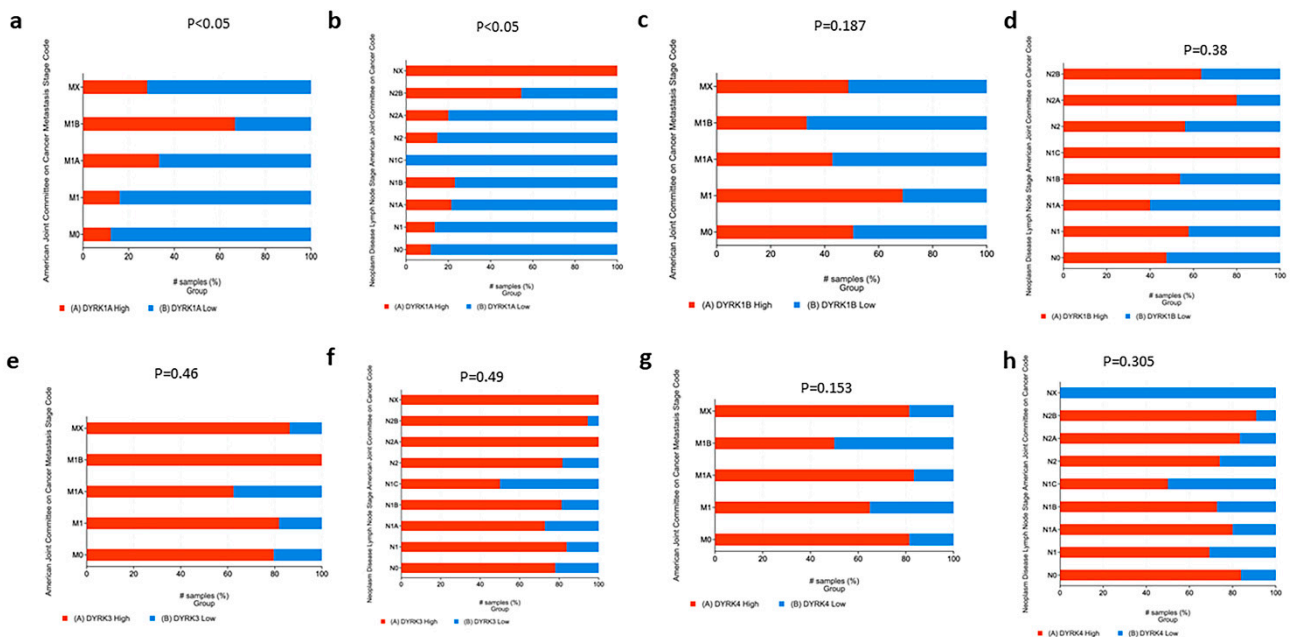 a
P<0.05
American Joint Committee on Cancer Metastasis Stage Code
MX
M1B
M1A
M1
M0
0 20 40 60 80 100
# samples (%)
Group
(A) DYRK1A High (B) DYRK1A Low
b
P<0.05
Neoplasm Disease Lymph Node Stage American Joint Committee on Cancer Code
NX
N2B
N2A
N2
N1C
N1B
N1A
N1
N0
0 20 40 60 80 100
# samples (%)
Group
(A) DYRK1A High (B) DYRK1A Low
c
P=0.187
American Joint Committee on Cancer Metastasis Stage Code
MX
M1B
M1A
M1
M0
0 20 40 60 80 100
# samples (%)
Group
(A) DYRK1B High (B) DYRK1B Low
d
P=0.38
Neoplasm Disease Lymph Node Stage American Joint Committee on Cancer Code
N2B
N2A
N2
N1C
N1B
N1A
N1
N0
0 20 40 60 80 100
# samples (%)
Group
(A) DYRK1B High (B) DYRK1B Low
e
P=0.46
American Joint Committee on Cancer Metastasis Stage Code
MX
M1B
M1A
M1
M0
0 20 40 60 80 100
# samples (%)
Group
(A) DYRK3 High (B) DYRK3 Low
f
P=0.49
Neoplasm Disease Lymph Node Stage American Joint Committee on Cancer Code
NX
N2B
N2A
N2
N1C
N1B
N1A
N1
N0
0 20 40 60 80 100
# samples (%)
Group
(A) DYRK3 High (B) DYRK3 Low
g
P=0.153
American Joint Committee on Cancer Metastasis Stage Code
MX
M1B
M1A
M1
M0
0 20 40 60 80 100
# samples (%)
Group
(A) DYRK4 High (B) DYRK4 Low
h
P=0.305
Neoplasm Disease Lymph Node Stage American Joint Committee on Cancer Code
NX
N2B
N2A
N2
N1C
N1B
N1A
N1
N0
0 20 40 60 80 100
# samples (%)
Group
(A) DYRK4 High (B) DYRK4 Low